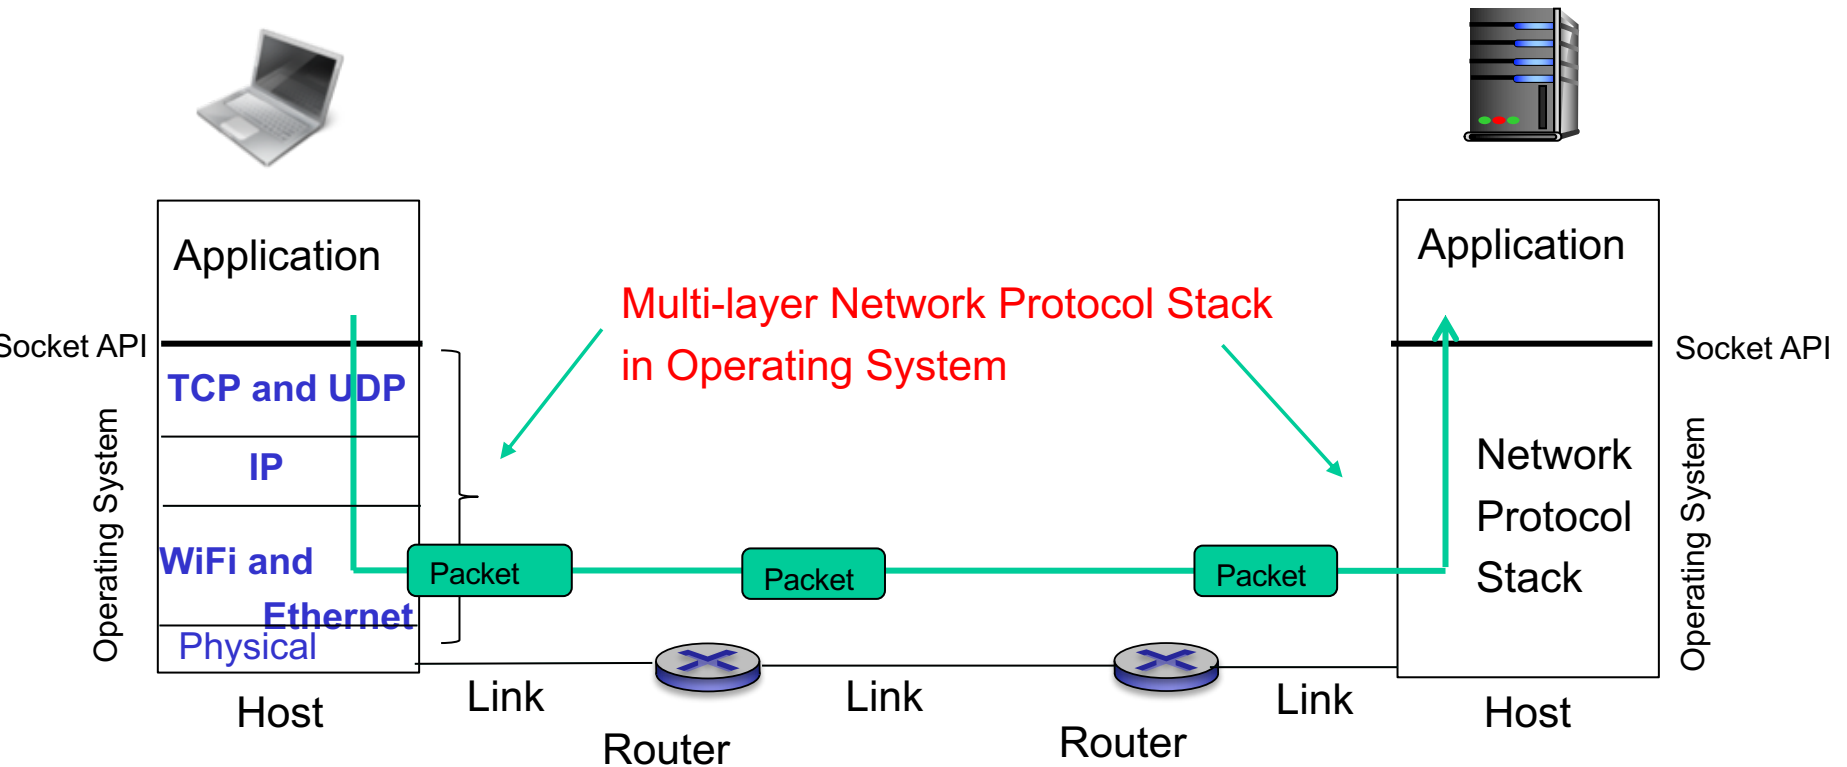 Application
Application
Multi-layer Network Protocol Stack
in Operating System
Socket API
Socket API
TCP and UDP
IP
WiFi and
Ethernet
Physical
Operating System
Network
Protocol
Stack
Operating System
Packet
Packet
Packet
Host
Link
Router
Link
Router
Link
Host